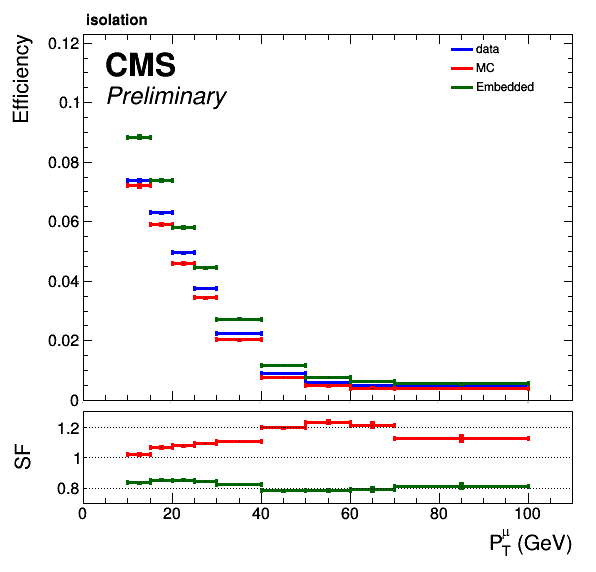 isolation
Efficiency
CMS
Preliminary
data
MC
Embedded
0.12
0.1
0.08
0.06
0.04
0.02
0
SF
1.2
1
0.8
0 20 40 60 80 100
P_T^μ (GeV)